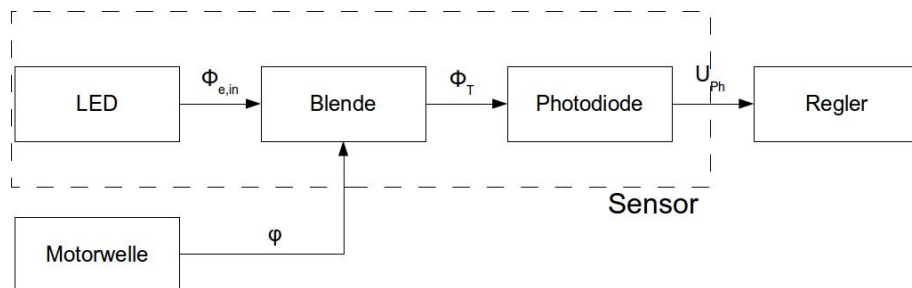 LED
Φe,in
Blende
ΦT
Photodiode
UPh
Regler
Sensor
Motorwelle
φ